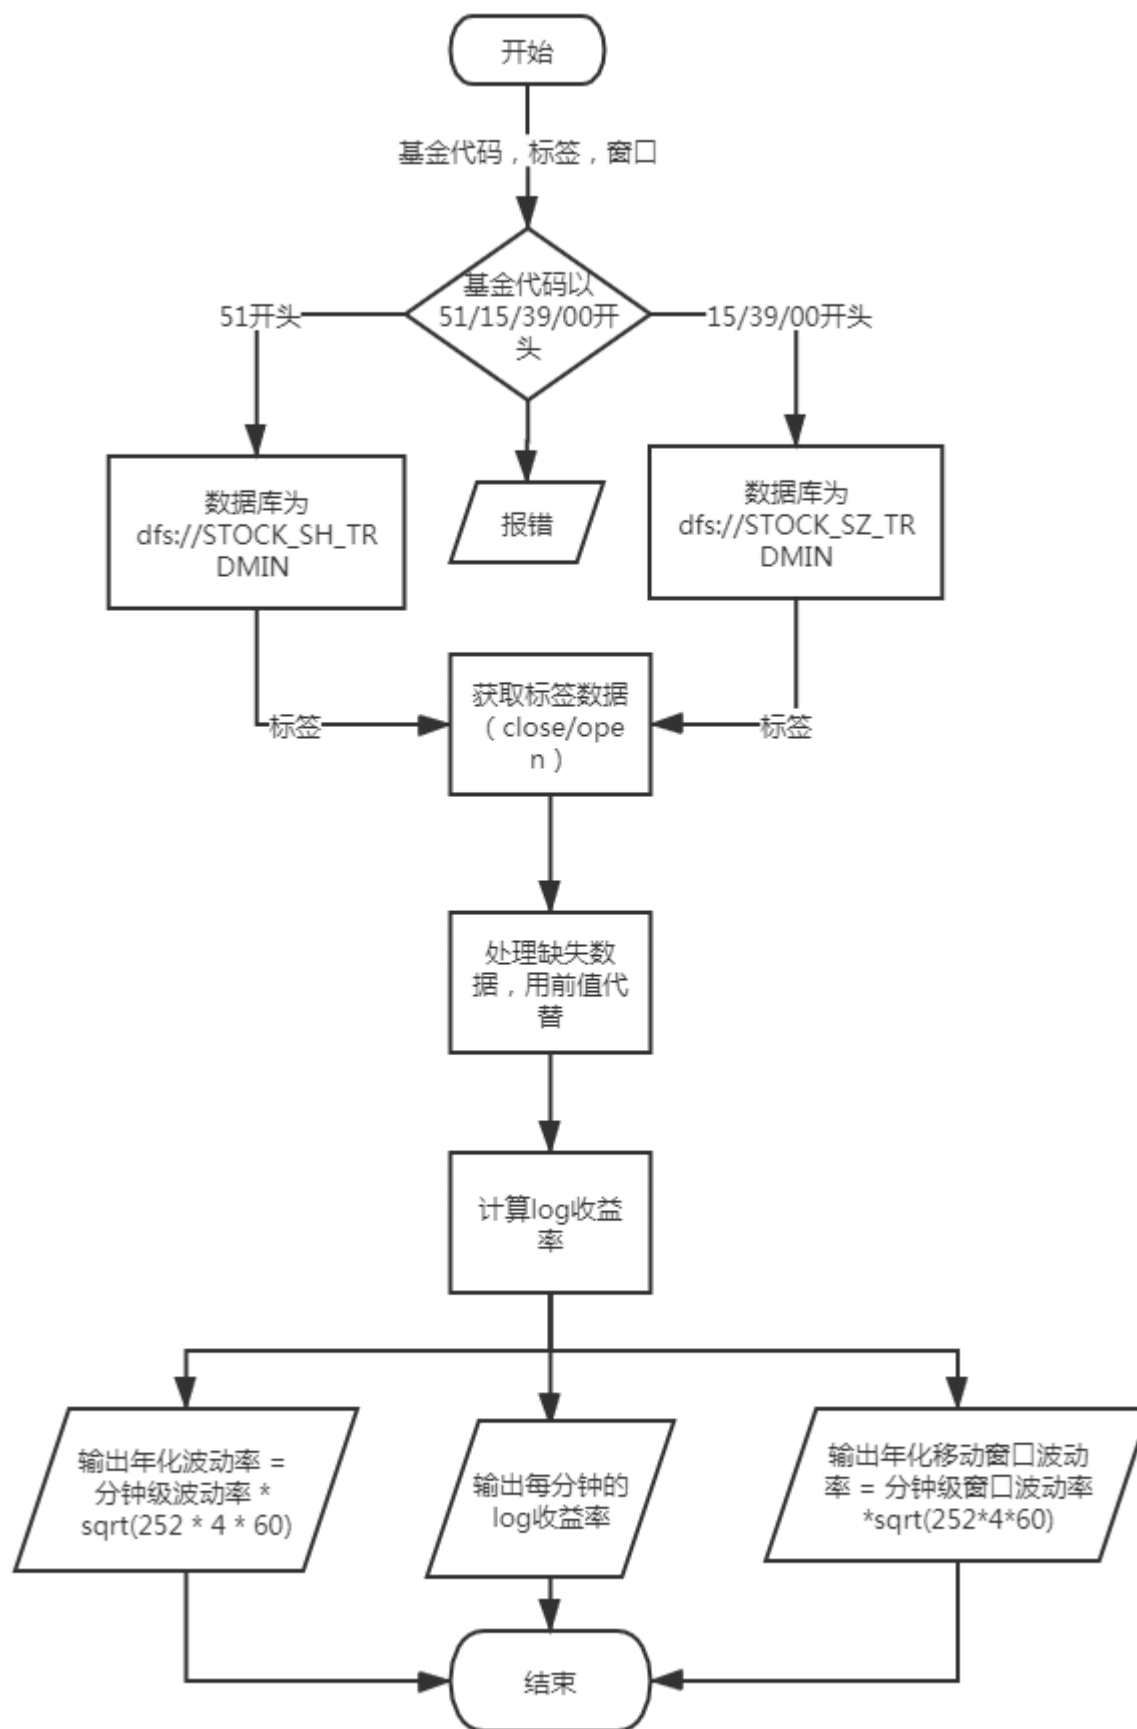 开始
基金代码，标签，窗口
基金代码以
51/15/39/00开
头
51开头
15/39/00开头
数据库为
dfs://STOCK_SH_TR
DMIN
报错
数据库为
dfs://STOCK_SZ_TR
DMIN
获取标签数据
（close/ope
n）
标签
标签
处理缺失数
据，用前值代
替
计算log收益
率
输出年化波动率 =
分钟级波动率 *
sqrt(252 * 4 * 60)
输出每分钟的
log收益率
输出年化移动窗口波动
率 = 分钟级窗口波动率
*sqrt(252*4*60)
结束